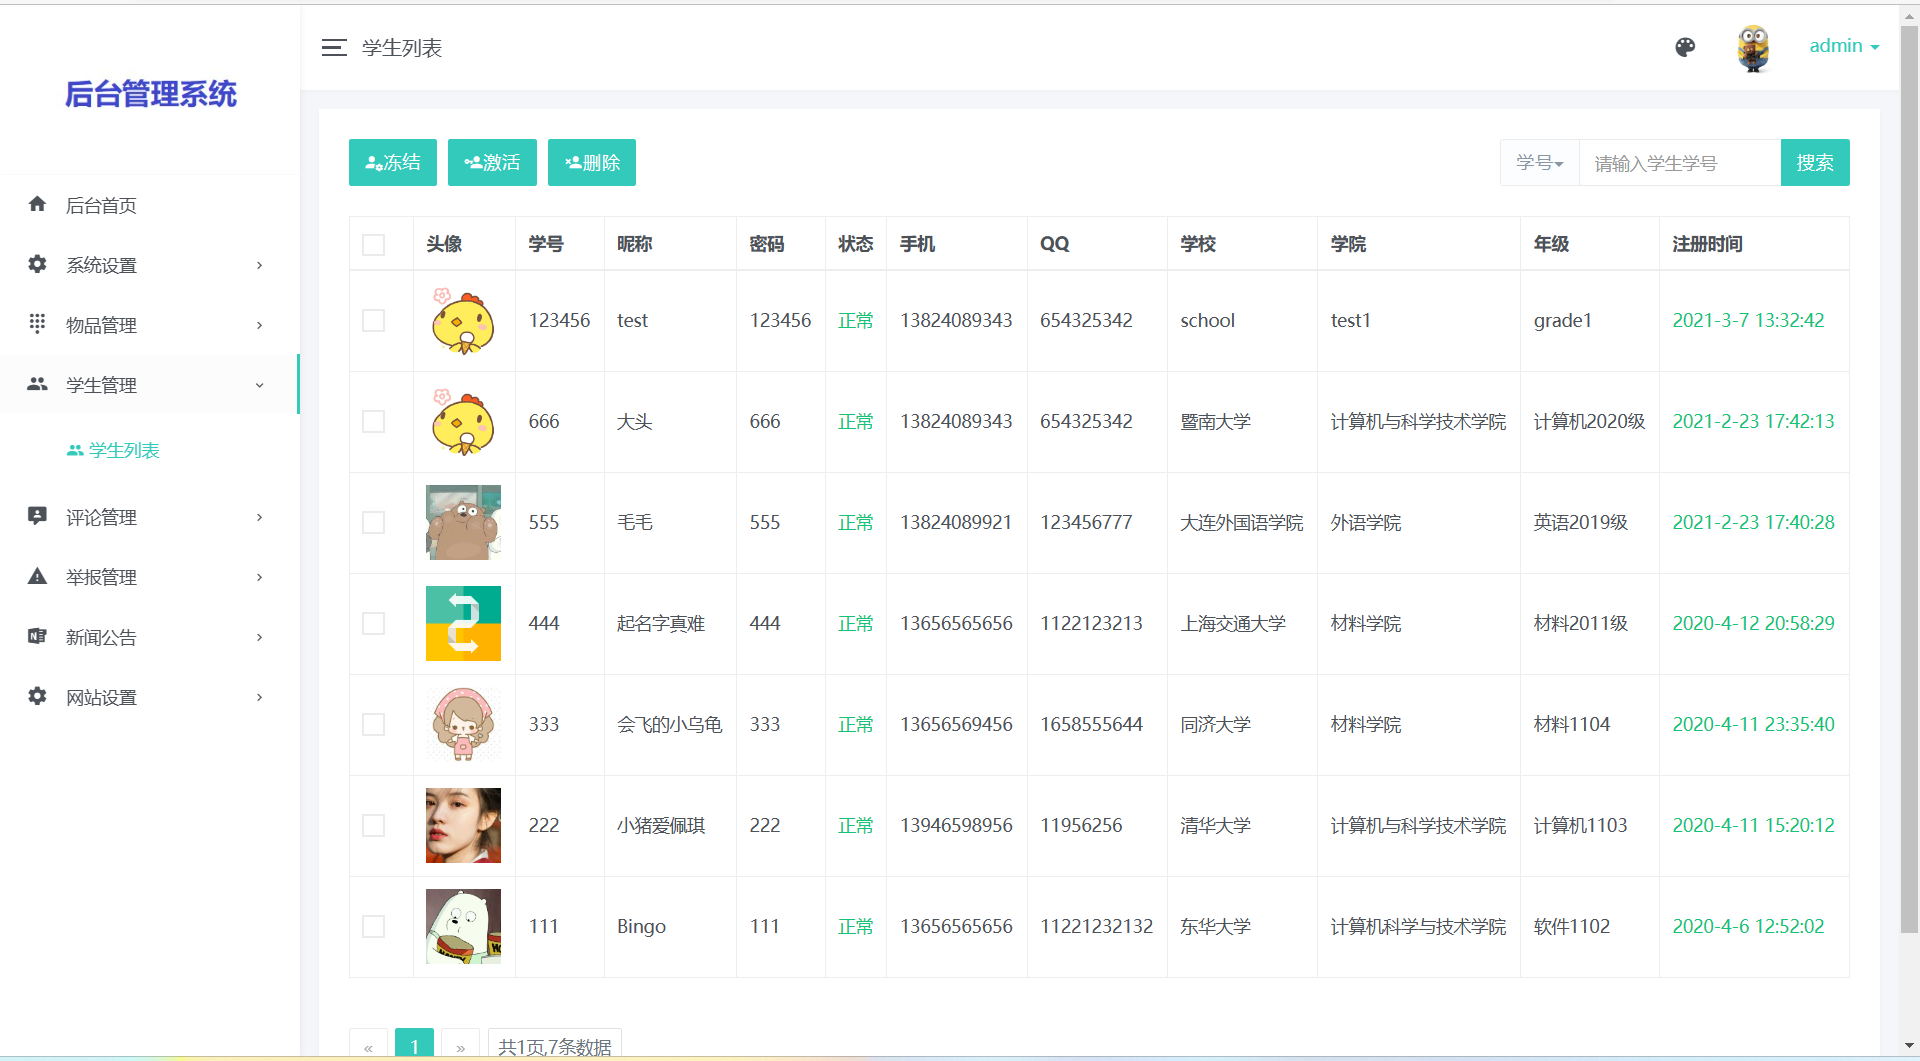 后台管理系统
学生列表
admin
后台首页
系统设置
物品管理
学生管理
学生列表
评论管理
举报管理
新闻公告
网站设置
冻结 激活 删除
学号 请输入学生学号 搜索
头像 学号 昵称 密码 状态 手机 QQ 学校 学院 年级 注册时间
123456 test 123456 正常 13824089343 654325342 school test1 grade1 2021-3-7 13:32:42
666 大头 666 正常 13824089343 654325342 暨南大学 计算机与科学技术学院 计算机2020级 2021-2-23 17:42:13
555 毛毛 555 正常 13824089921 123456777 大连外国语学院 外语学院 英语2019级 2021-2-23 17:40:28
444 起名字真难 444 正常 13656565656 1122123213 上海交通大学 材料学院 材料2011级 2020-4-12 20:58:29
333 会飞的小乌龟 333 正常 13656569456 1658555644 同济大学 材料学院 材料1104 2020-4-11 23:35:40
222 小猪爱佩琪 222 正常 13946598956 11956256 清华大学 计算机与科学技术学院 计算机1103 2020-4-11 15:20:12
111 Bingo 111 正常 13656565656 11221232132 东华大学 计算机科学与技术学院 软件1102 2020-4-6 12:52:02
« 1 » 共1页,7条数据